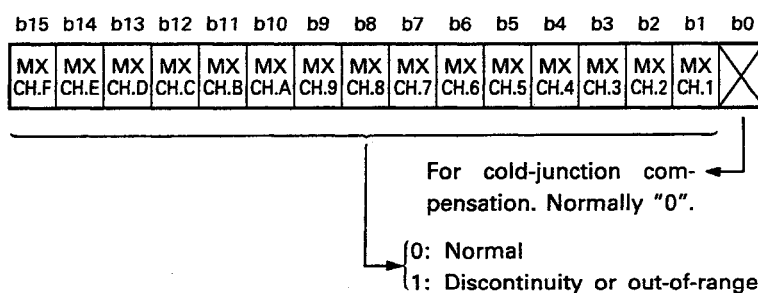 b15 b14 b13 b12 b11 b10 b9 b8 b7 b6 b5 b4 b3 b2 b1 b0
MX MX MX MX MX MX MX MX MX MX MX MX MX MX MX
CH.F CH.E CH.D CH.C CH.B CH.A CH.9 CH.8 CH.7 CH.6 CH.5 CH.4 CH.3 CH.2 CH.1
For cold-junction com-
pensation. Normally "0".
0: Normal
1: Discontinuity or out-of-range